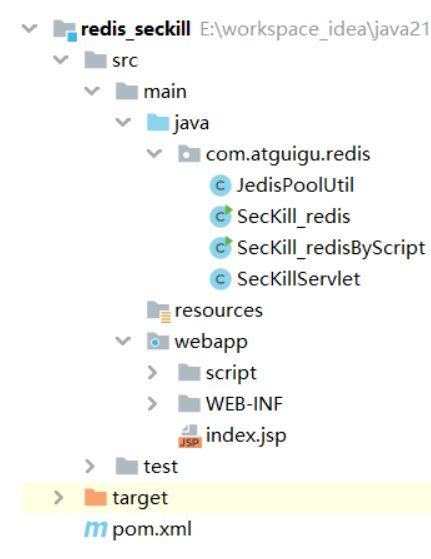 redis_seckill E:\workspace_idea\java21
src
main
java
com.atguigu.redis
JedisPoolUtil
SecKill_redis
SecKill_redisByScript
SecKillServlet
resources
webapp
script
WEB-INF
index.jsp
test
target
pom.xml